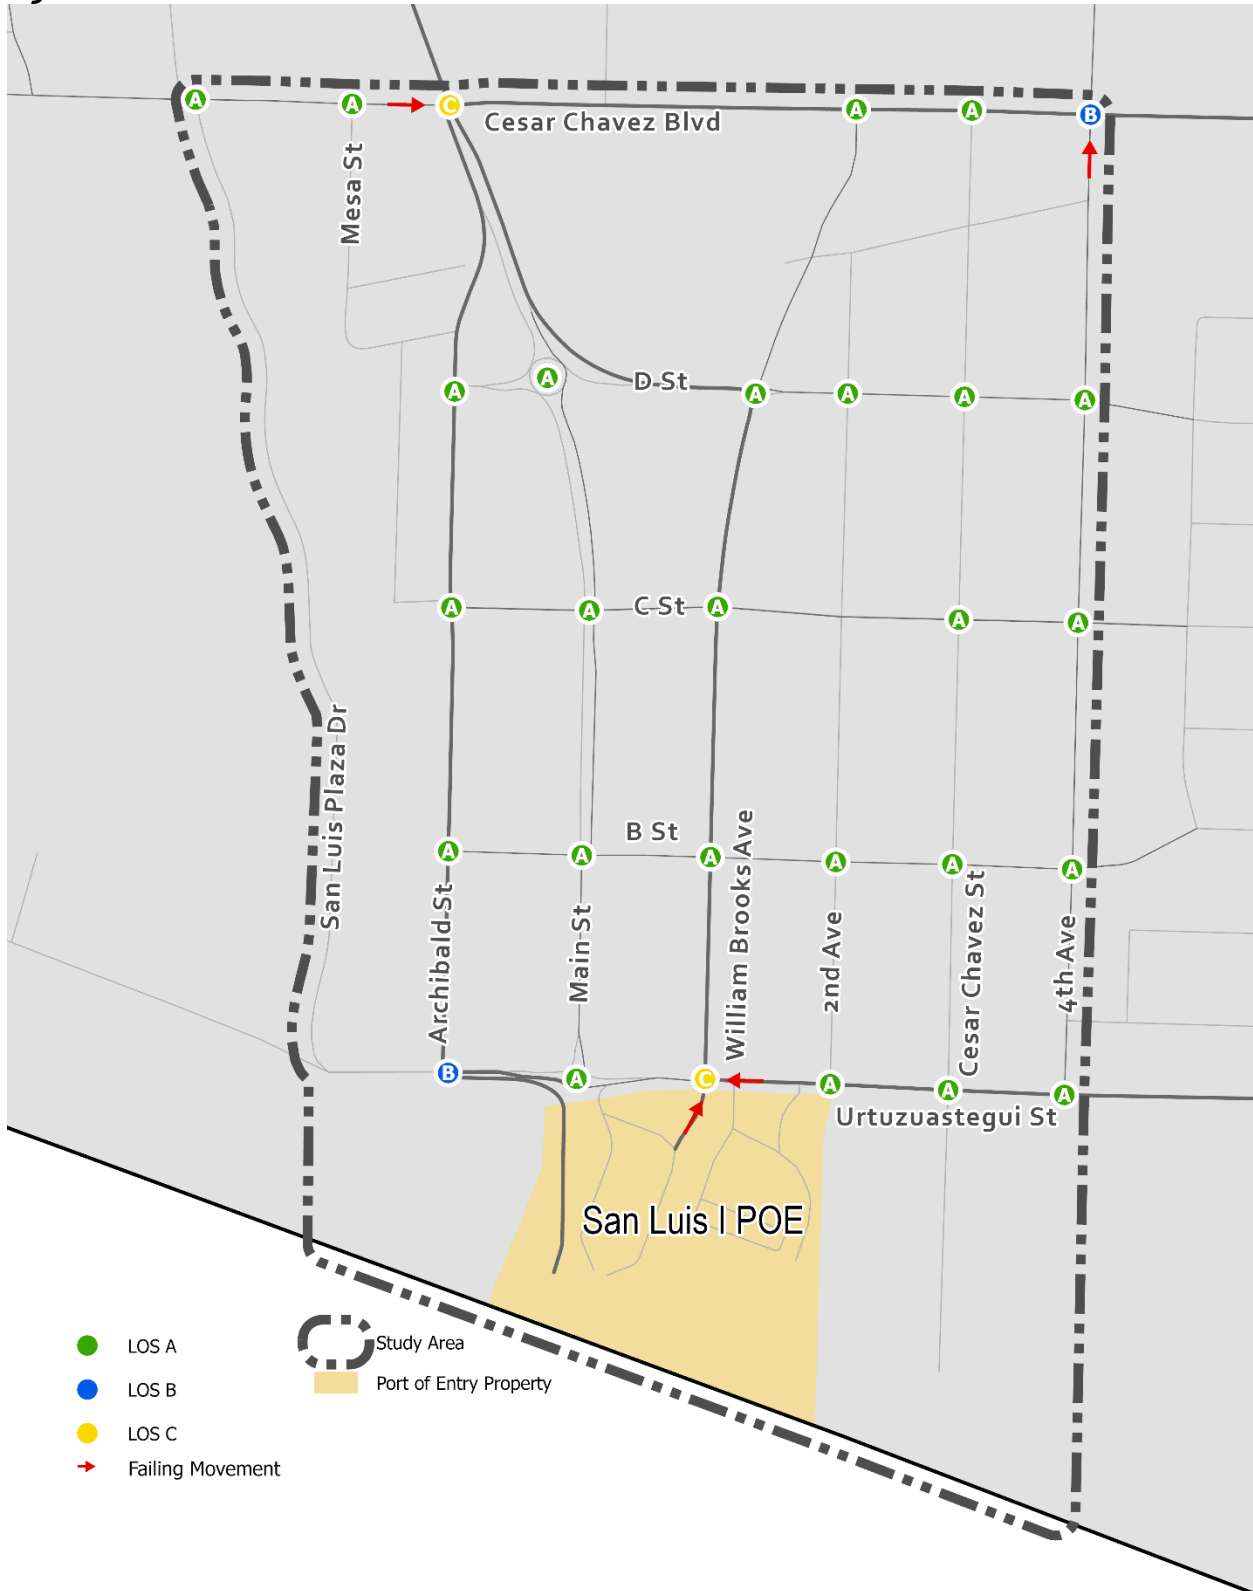 A
A
C
A
A
B
Cesar Chavez Blvd
Mesa St
A
A
D St
A
A
A
A
A
A
C St
A
A
A
San Luis Plaza Dr
B St
A
A
A
A
A
A
Archibald St
Main St
William Brooks Ave
2nd Ave
Cesar Chavez St
4th Ave
B
A
C
A
A
A
Urtuzuastegui St
San Luis I POE
LOS A
LOS B
LOS C
Failing Movement
Study Area
Port of Entry Property